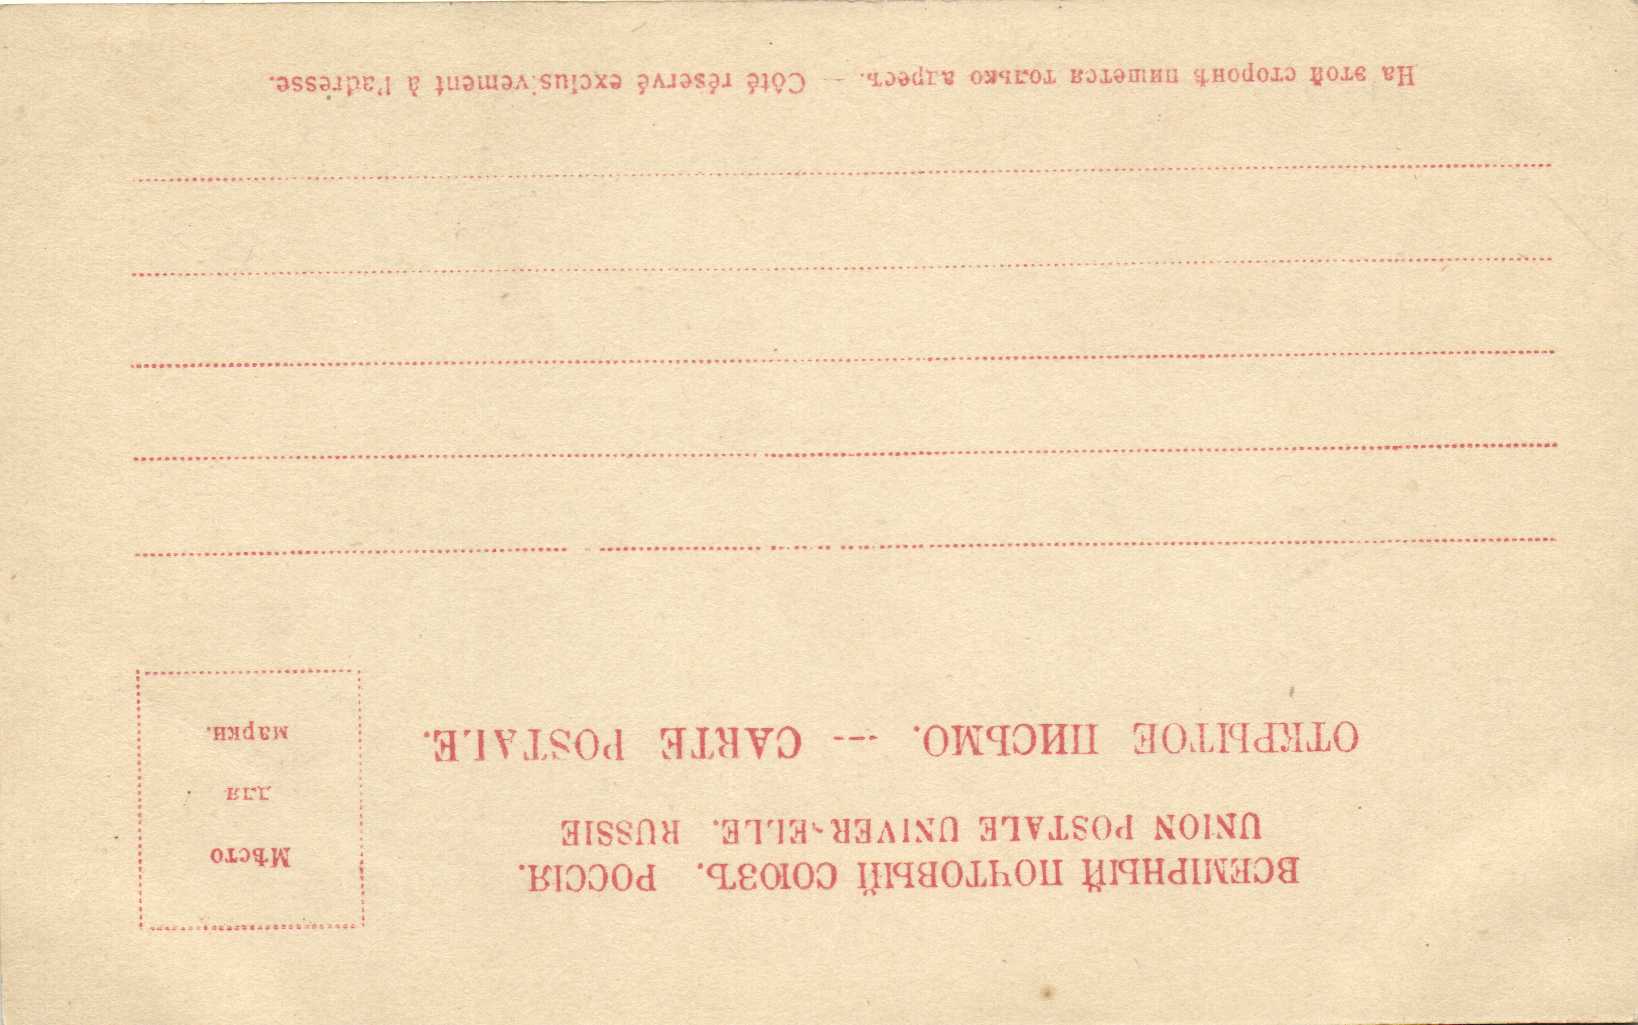 ВСЕМІРНЫЙ ПОЧТОВЫЙ СОЮЗЪ. РОССІЯ.
UNION POSTALE UNIVERSELLE. RUSSIE
ОТКРЫТОЕ ПИСЬМО. --- CARTE POSTALE.
Мѣсто
для
марки.
На этой сторонѣ пишется только адресъ. — Côté réservé exclusivement à l'adresse.